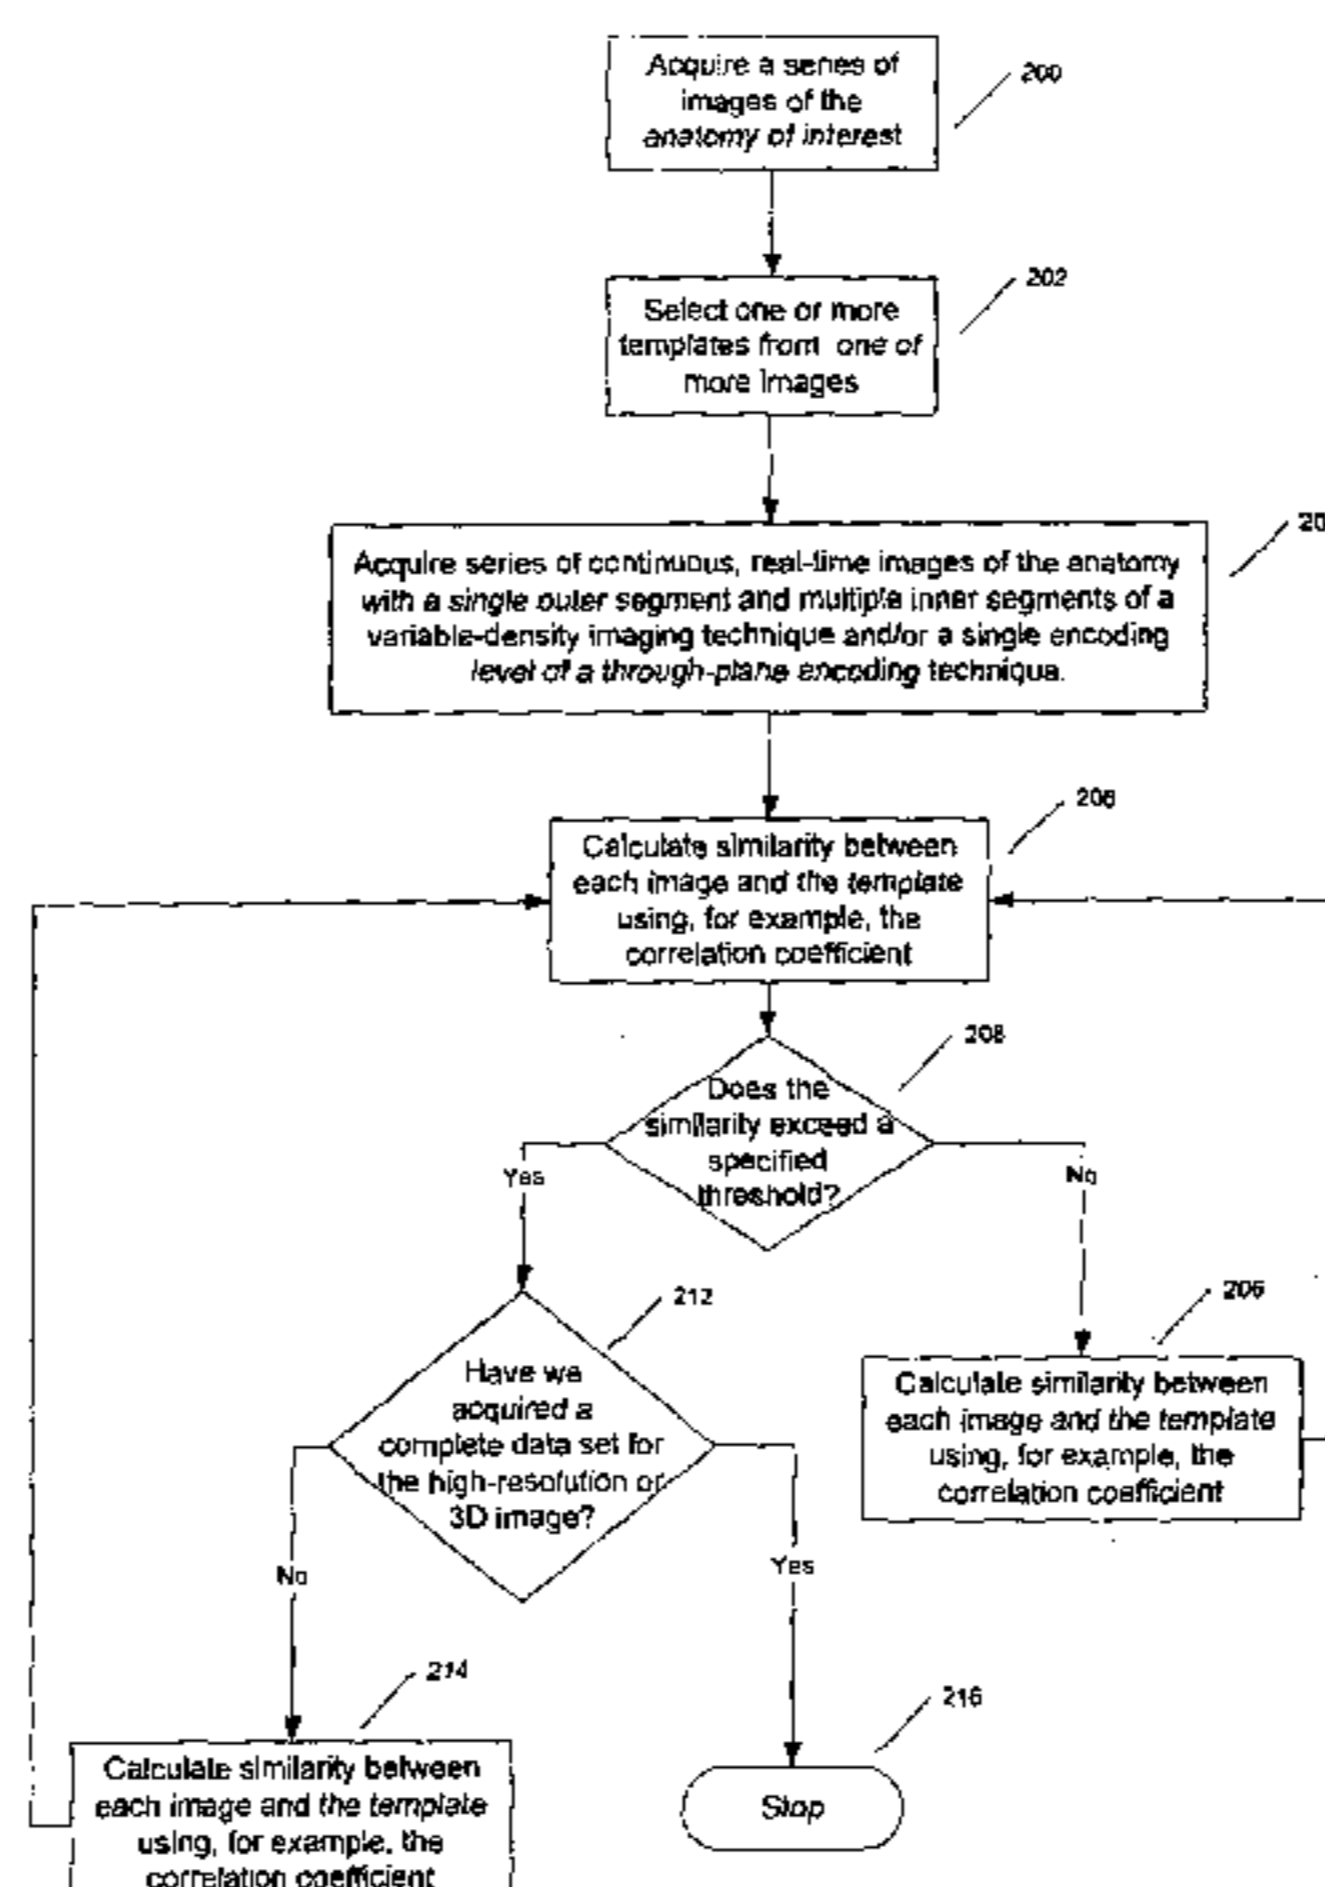 Acquire a series of
images of the
anatomy of interest
200
202
Select one or more
templates from one of
more images
20
Acquire series of continuous, real-time images of the anatomy
with a single outer segment and multiple inner segments of a
variable-density imaging technique and/or a single encoding
level of a through-plane encoding technique.
206
Calculate similarity between
each image and the template
using, for example, the
correlation coefficient
208
Does the
similarity exceed a
specified
threshold?
Yes
No
212
206
Have we
acquired a
complete data set for
the high-resolution or
3D image?
Calculate similarity between
each image and the template
using, for example, the
correlation coefficient
No
Yes
214
216
Calculate similarity between
each image and the template
using, for example, the
correlation coefficient
Stop